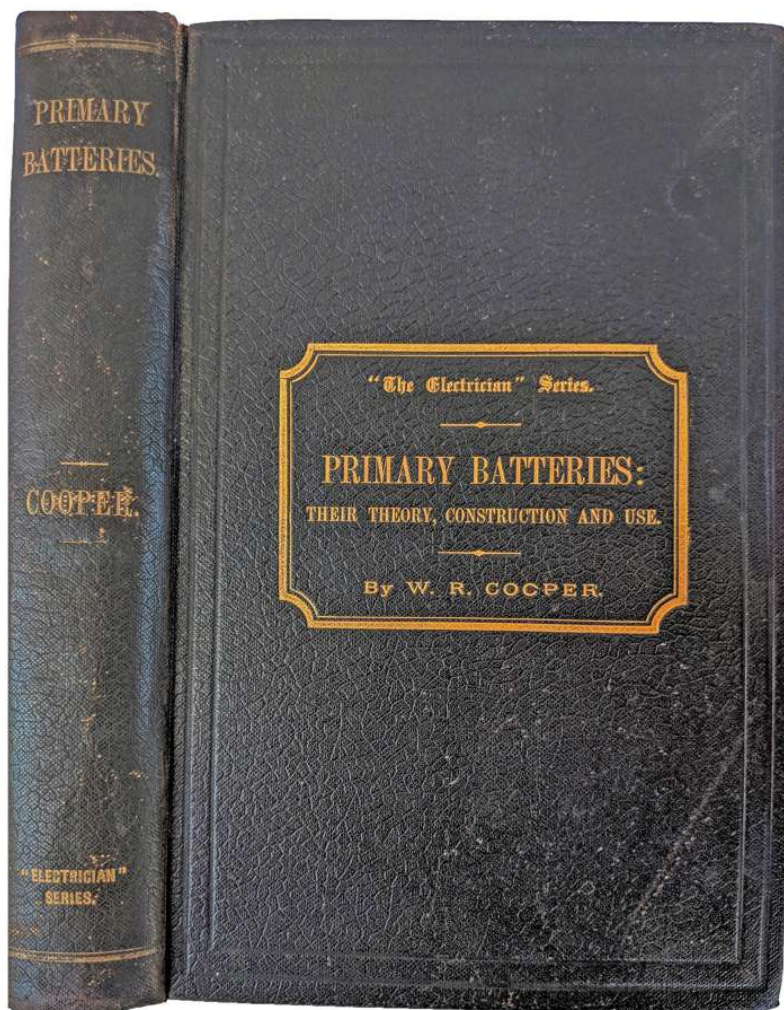 PRIMARY
BATTERIES.
COOPER.
"ELECTRICIAN"
SERIES.
"The Electrician" Series.
PRIMARY BATTERIES:
THEIR THEORY, CONSTRUCTION AND USE.
By W. R. COOPER.